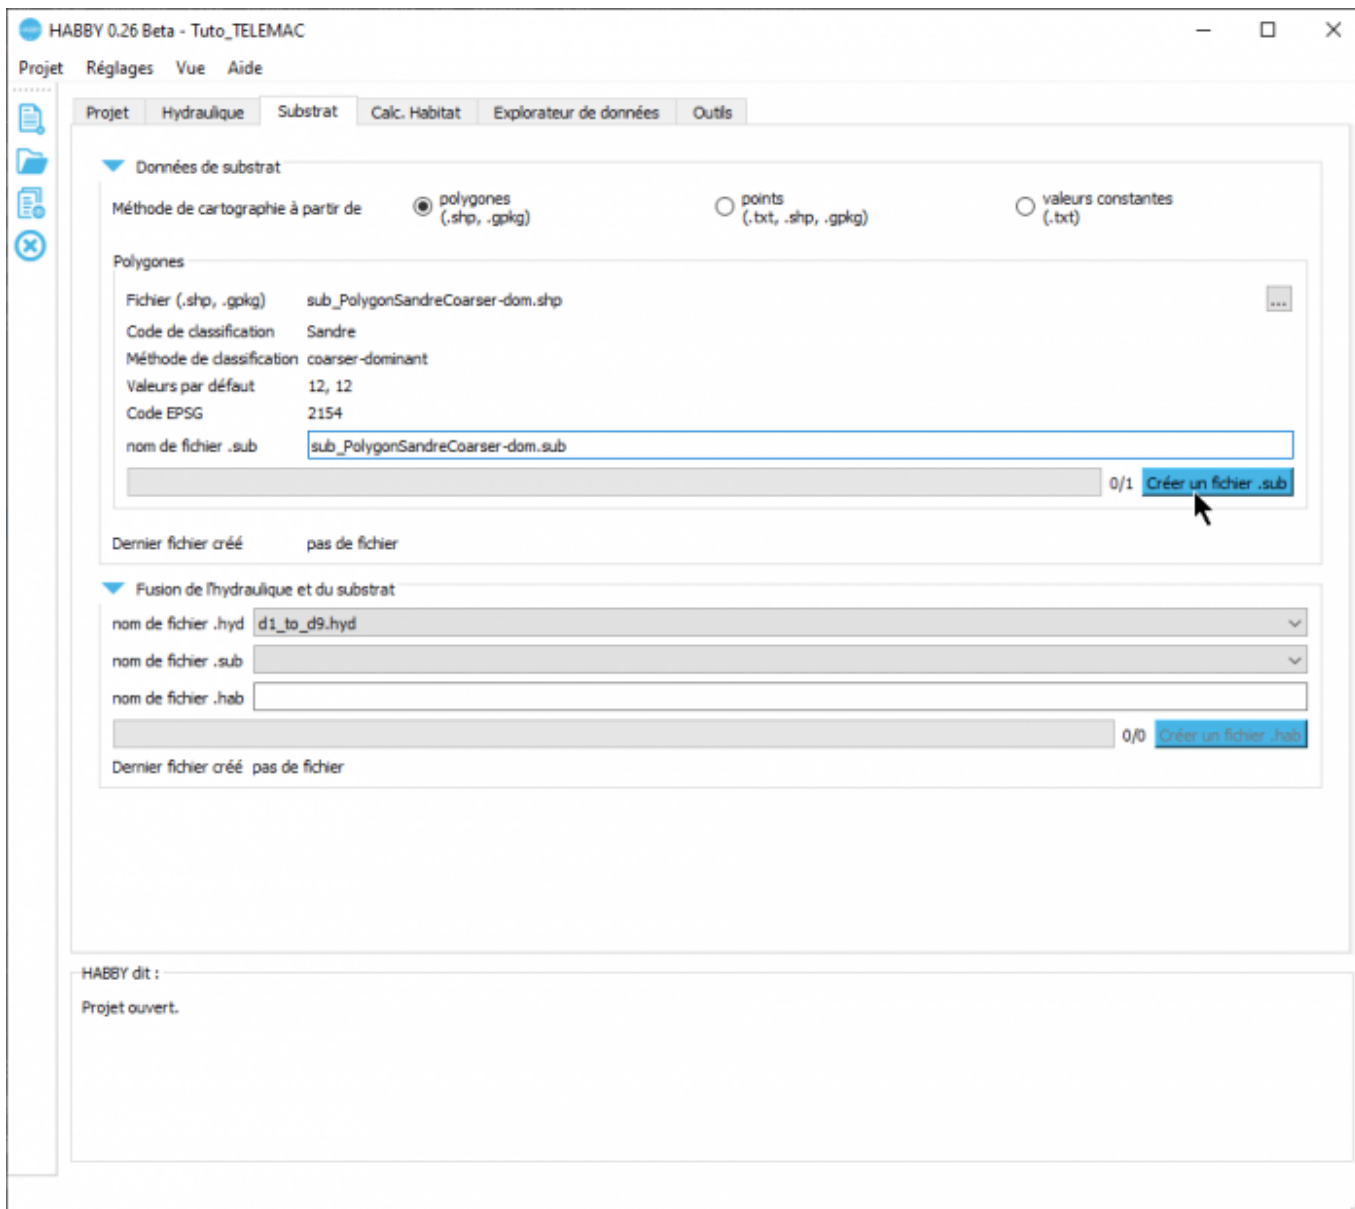 HABBY 0.26 Beta - Tuto_TELEMAC
Projet Réglages Vue Aide
Projet Hydraulique Substrat Calc. Habitat Explorateur de données Outils
Données de substrat
Méthode de cartographie à partir de
polygones
(.shp, .gpkg)
points
(.txt, .shp, .gpkg)
valeurs constantes
(.txt)
Polygones
Fichier (.shp, .gpkg) sub_PolygonSandreCoarser-dom.shp ...
Code de classification Sandre
Méthode de classification coarser-dominant
Valeurs par défaut 12, 12
Code EPSG 2154
nom de fichier .sub sub_PolygonSandreCoarser-dom.sub
0/1 Créer un fichier .sub
Dernier fichier créé pas de fichier
Fusion de l'hydraulique et du substrat
nom de fichier .hyd d1_to_d9.hyd
nom de fichier .sub
nom de fichier .hab
0/0 Créer un fichier .hab
Dernier fichier créé pas de fichier
HABBY dit :
Projet ouvert.